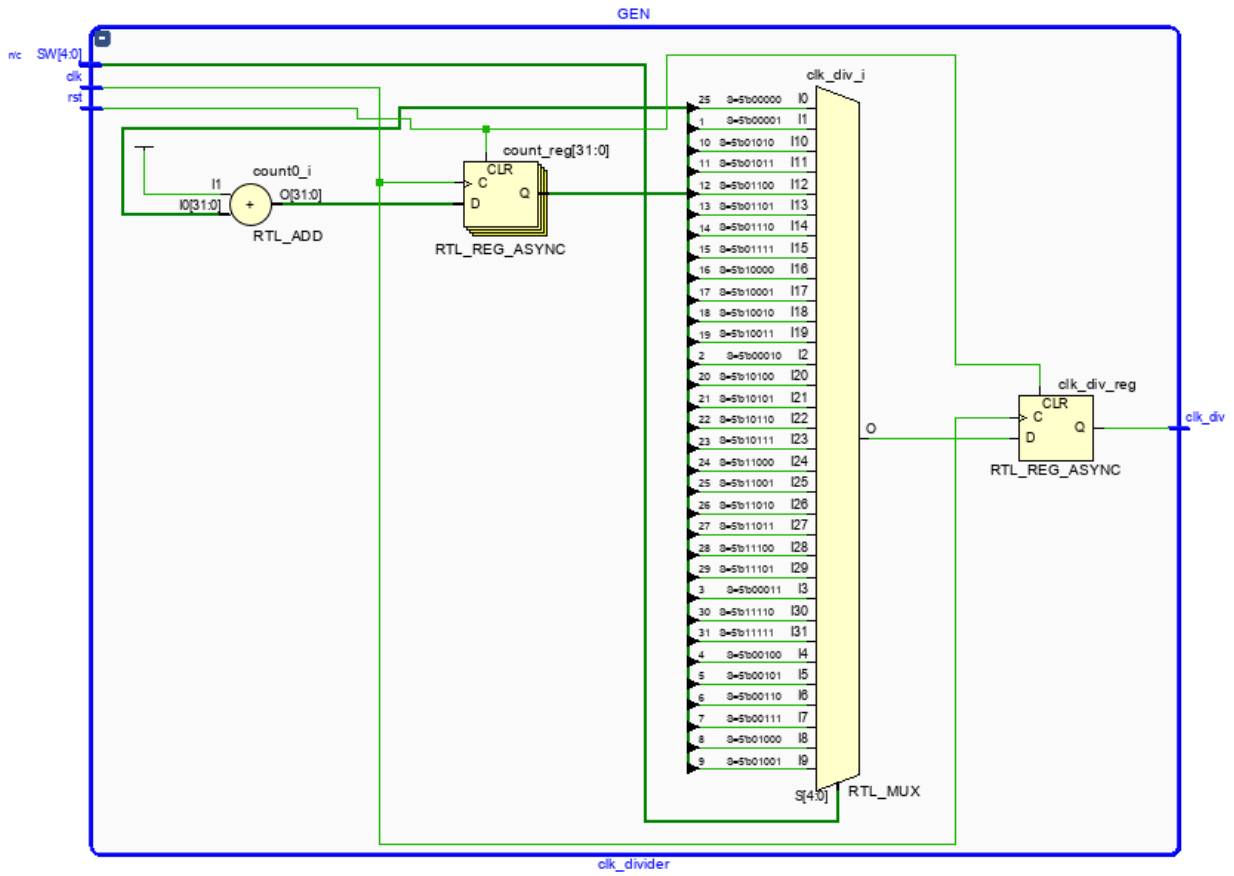 GEN
n/c SW[4:0]
clk
rst
clk_div_i
25 S=5'b00000 I0
1 S=5'b00001 I1
10 S=5'b01010 I10
11 S=5'b01011 I11
12 S=5'b01100 I12
13 S=5'b01101 I13
14 S=5'b01110 I14
15 S=5'b01111 I15
16 S=5'b10000 I16
17 S=5'b10001 I17
18 S=5'b10010 I18
19 S=5'b10011 I19
2 S=5'b00010 I2
20 S=5'b10100 I20
21 S=5'b10101 I21
22 S=5'b10110 I22
23 S=5'b10111 I23
24 S=5'b11000 I24
25 S=5'b11001 I25
26 S=5'b11010 I26
27 S=5'b11011 I27
28 S=5'b11100 I28
29 S=5'b11101 I29
3 S=5'b00011 I3
30 S=5'b11110 I30
31 S=5'b11111 I31
4 S=5'b00100 I4
5 S=5'b00101 I5
6 S=5'b00110 I6
7 S=5'b00111 I7
8 S=5'b01000 I8
9 S=5'b01001 I9
S[4:0]
RTL_MUX
O
count_reg[31:0]
CLR
C
D
Q
RTL_REG_ASYNC
count0_i
I1
I0[31:0]
+
O[31:0]
RTL_ADD
clk_div_reg
CLR
C
D
Q
RTL_REG_ASYNC
clk_div
clk_divider